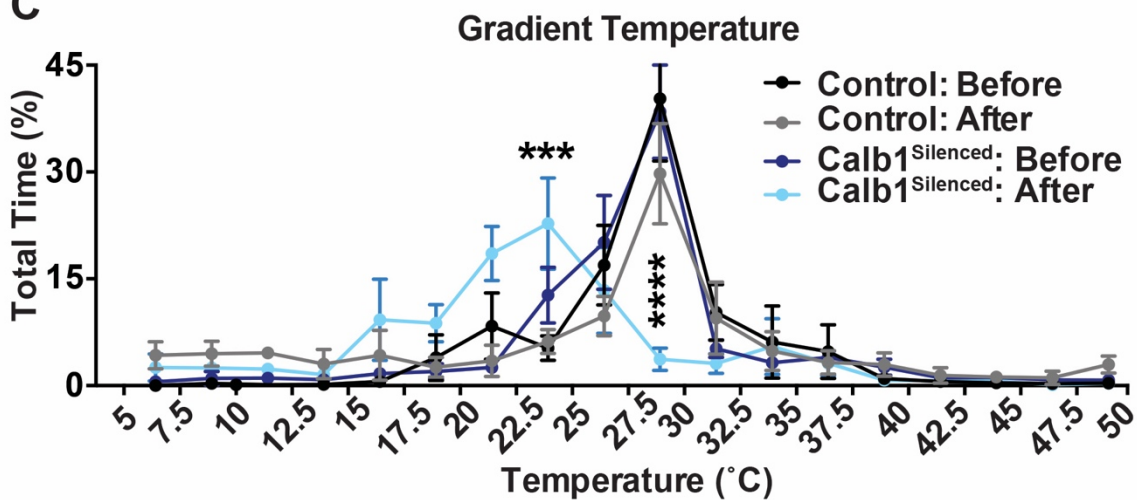 C
Gradient Temperature
45
30
15
0
Total Time (%)
***
****
Control: Before
Control: After
Calb1Silenced: Before
Calb1Silenced: After
5 7.5 10 12.5 15 17.5 20 22.5 25 27.5 30 32.5 35 37.5 40 42.5 45 47.5 50
Temperature (˚C)